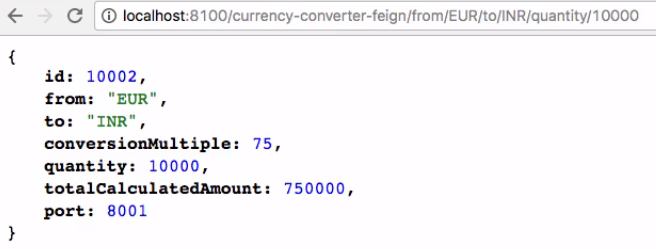 localhost:8100/currency-converter-feign/from/EUR/to/INR/quantity/10000
{
id: 10002,
from: "EUR",
to: "INR",
conversionMultiple: 75,
quantity: 10000,
totalCalculatedAmount: 750000,
port: 8001
}